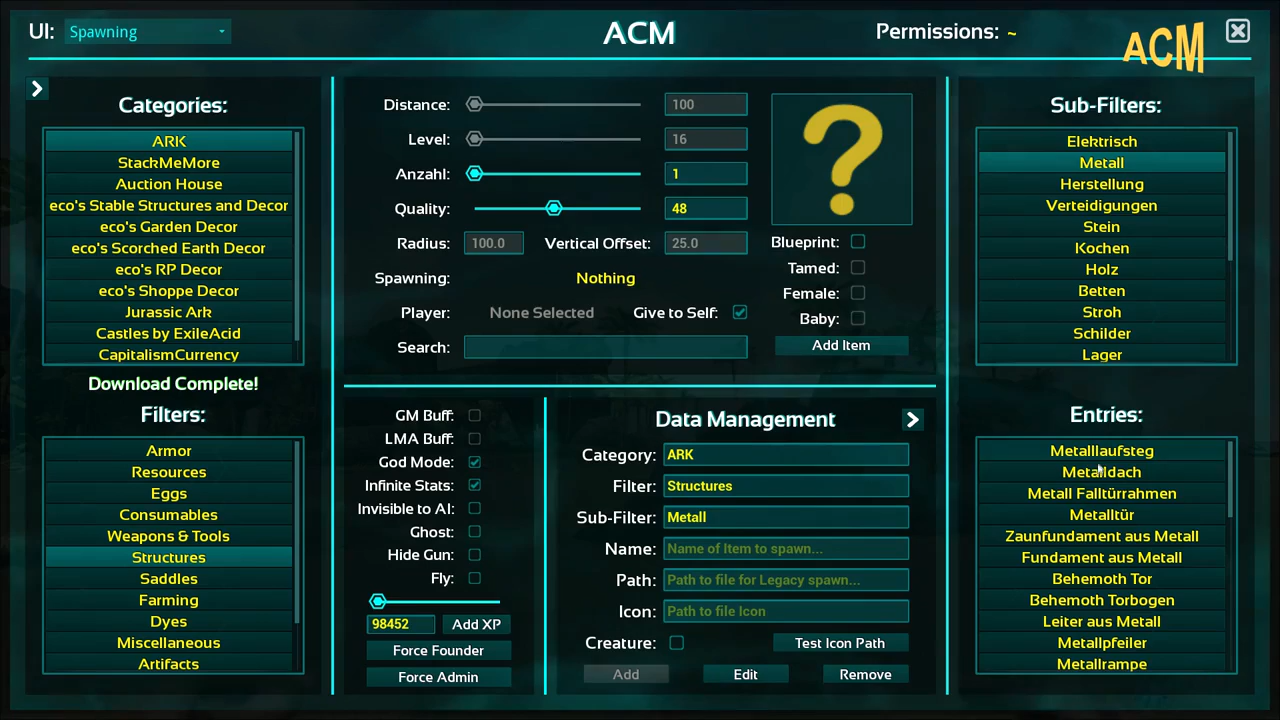 UI: Spawning
ACM
Permissions: ~
ACM
Categories:
ARK
StackMeMore
Auction House
eco's Stable Structures and Decor
eco's Garden Decor
eco's Scorched Earth Decor
eco's RP Decor
eco's Shoppe Decor
Jurassic Ark
Castles by ExileAcid
CapitalismCurrency
Download Complete!
Filters:
Armor
Resources
Eggs
Consumables
Weapons & Tools
Structures
Saddles
Farming
Dyes
Miscellaneous
Artifacts
Distance: 100
Level: 16
Anzahl: 1
Quality: 48
Radius: 100.0 Vertical Offset: 25.0
Spawning: Nothing
Player: None Selected Give to Self:
Search:
?
Blueprint:
Tamed:
Female:
Baby:
Add Item
GM Buff:
LMA Buff:
God Mode:
Infinite Stats:
Invisible to AI:
Ghost:
Hide Gun:
Fly:
98452 Add XP
Force Founder
Force Admin
Data Management
Category: ARK
Filter: Structures
Sub-Filter: Metall
Name: Name of Item to spawn...
Path: Path to file for Legacy spawn...
Icon: Path to file Icon
Creature: Test Icon Path
Add Edit Remove
Sub-Filters:
Elektrisch
Metall
Herstellung
Verteidigungen
Stein
Kochen
Holz
Betten
Stroh
Schilder
Lager
Entries:
Metalllaufsteg
Metalldach
Metall Falltürrahmen
Metalltür
Zaunfundament aus Metall
Fundament aus Metall
Behemoth Tor
Behemoth Torbogen
Leiter aus Metall
Metallpfeiler
Metallrampe